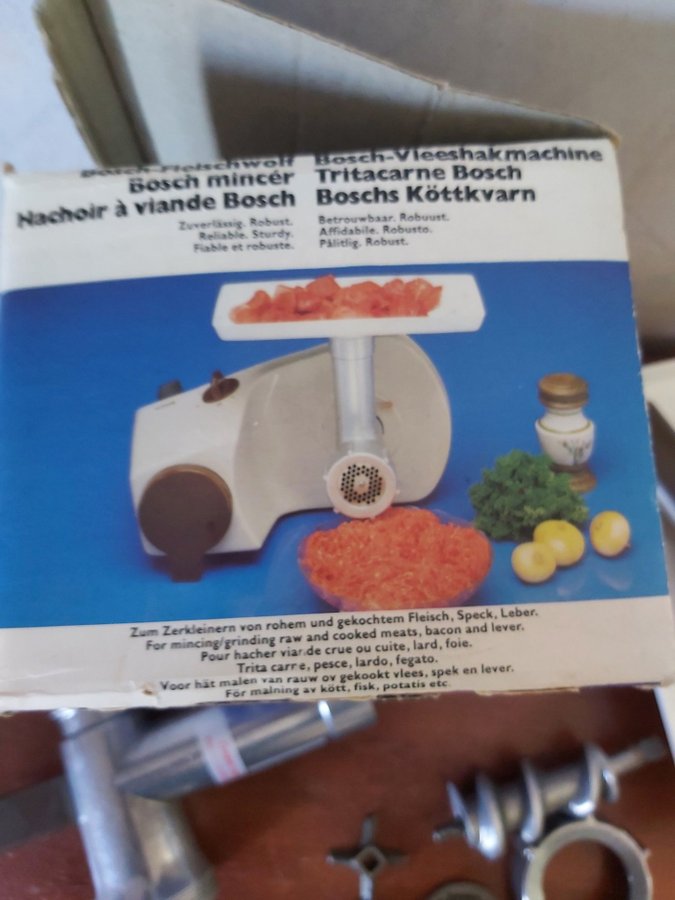 Bosch-Fleischwolf
Bosch mincer
Hachoir à viande Bosch
Zuverlässig. Robust.
Reliable. Sturdy.
Fiable et robuste.
Bosch-Vleeshakmachine
Tritacarne Bosch
Boschs Köttkvarn
Betrouwbaar. Robuust.
Affidabile. Robusto.
Pålitlig. Robust.
Zum Zerkleinern von rohem und gekochtem Fleisch, Speck, Leber.
For mincing/grinding raw and cooked meats, bacon and lever.
Pour hacher viande crue ou cuite, lard, foie.
Trita carne, pesce, lardo, fegato.
Voor hät malen van rauw ov gekookt vlees, spek en lever.
För malning av kött, fisk, potatis etc.